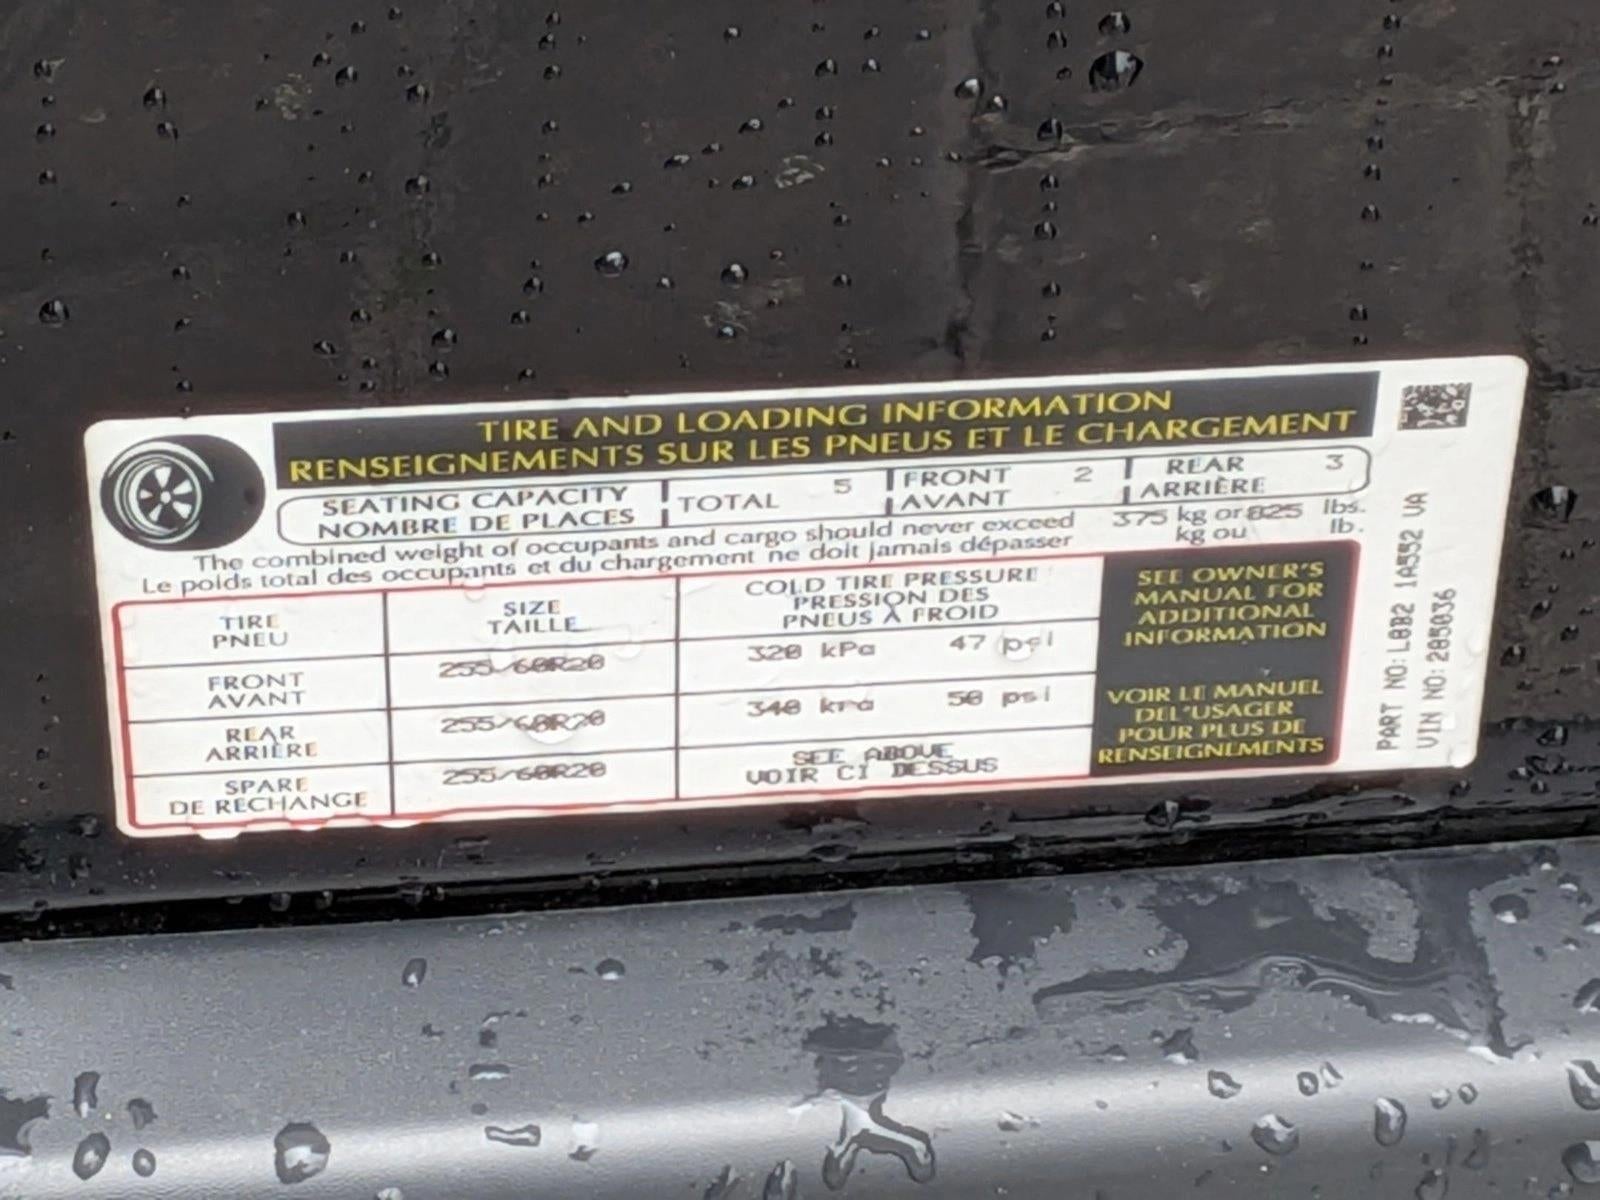 TIRE AND LOADING INFORMATION
RENSEIGNEMENTS SUR LES PNEUS ET LE CHARGEMENT
SEATING CAPACITY
NOMBRE DE PLACES
TOTAL 5
FRONT 2
AVANT
REAR 3
ARRIÈRE
The combined weight of occupants and cargo should never exceed 375 kg or 825 lbs.
Le poids total des occupants et du chargement ne doit jamais dépasser kg ou lb.
TIRE
PNEU
SIZE
TAILLE
COLD TIRE PRESSURE
PRESSION DES
PNEUS À FROID
FRONT
AVANT
255/60R20
320 kPa 47 psi
REAR
ARRIÈRE
255/60R20
340 kPa 50 psi
SPARE
DE RECHANGE
255/60R20
SEE ABOVE
VOIR CI DESSUS
SEE OWNER'S
MANUAL FOR
ADDITIONAL
INFORMATION
VOIR LE MANUEL
DEL'USAGER
POUR PLUS DE
RENSEIGNEMENTS
PART NO: L8B2 1A552 VA
VIN NO: 285036